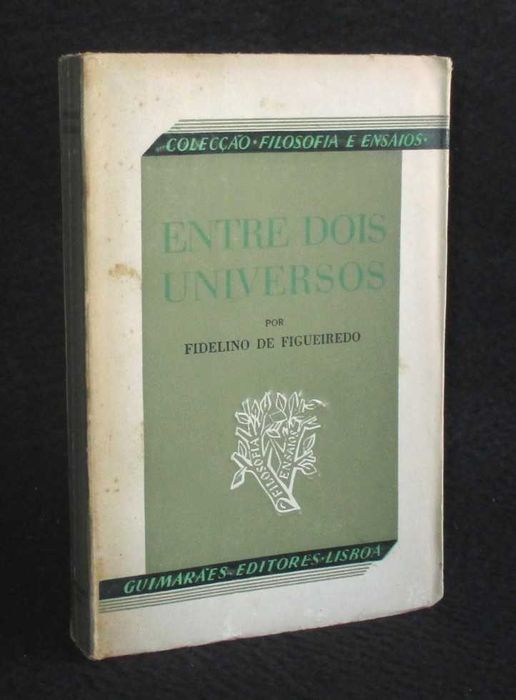 COLECÇÃO • FILOSOFIA E ENSAIOS •
ENTRE DOIS
UNIVERSOS
POR
FIDELINO DE FIGUEIREDO
FILOSOFIA
ENSAIOS
GUIMARÃES • EDITORES • LISBOA